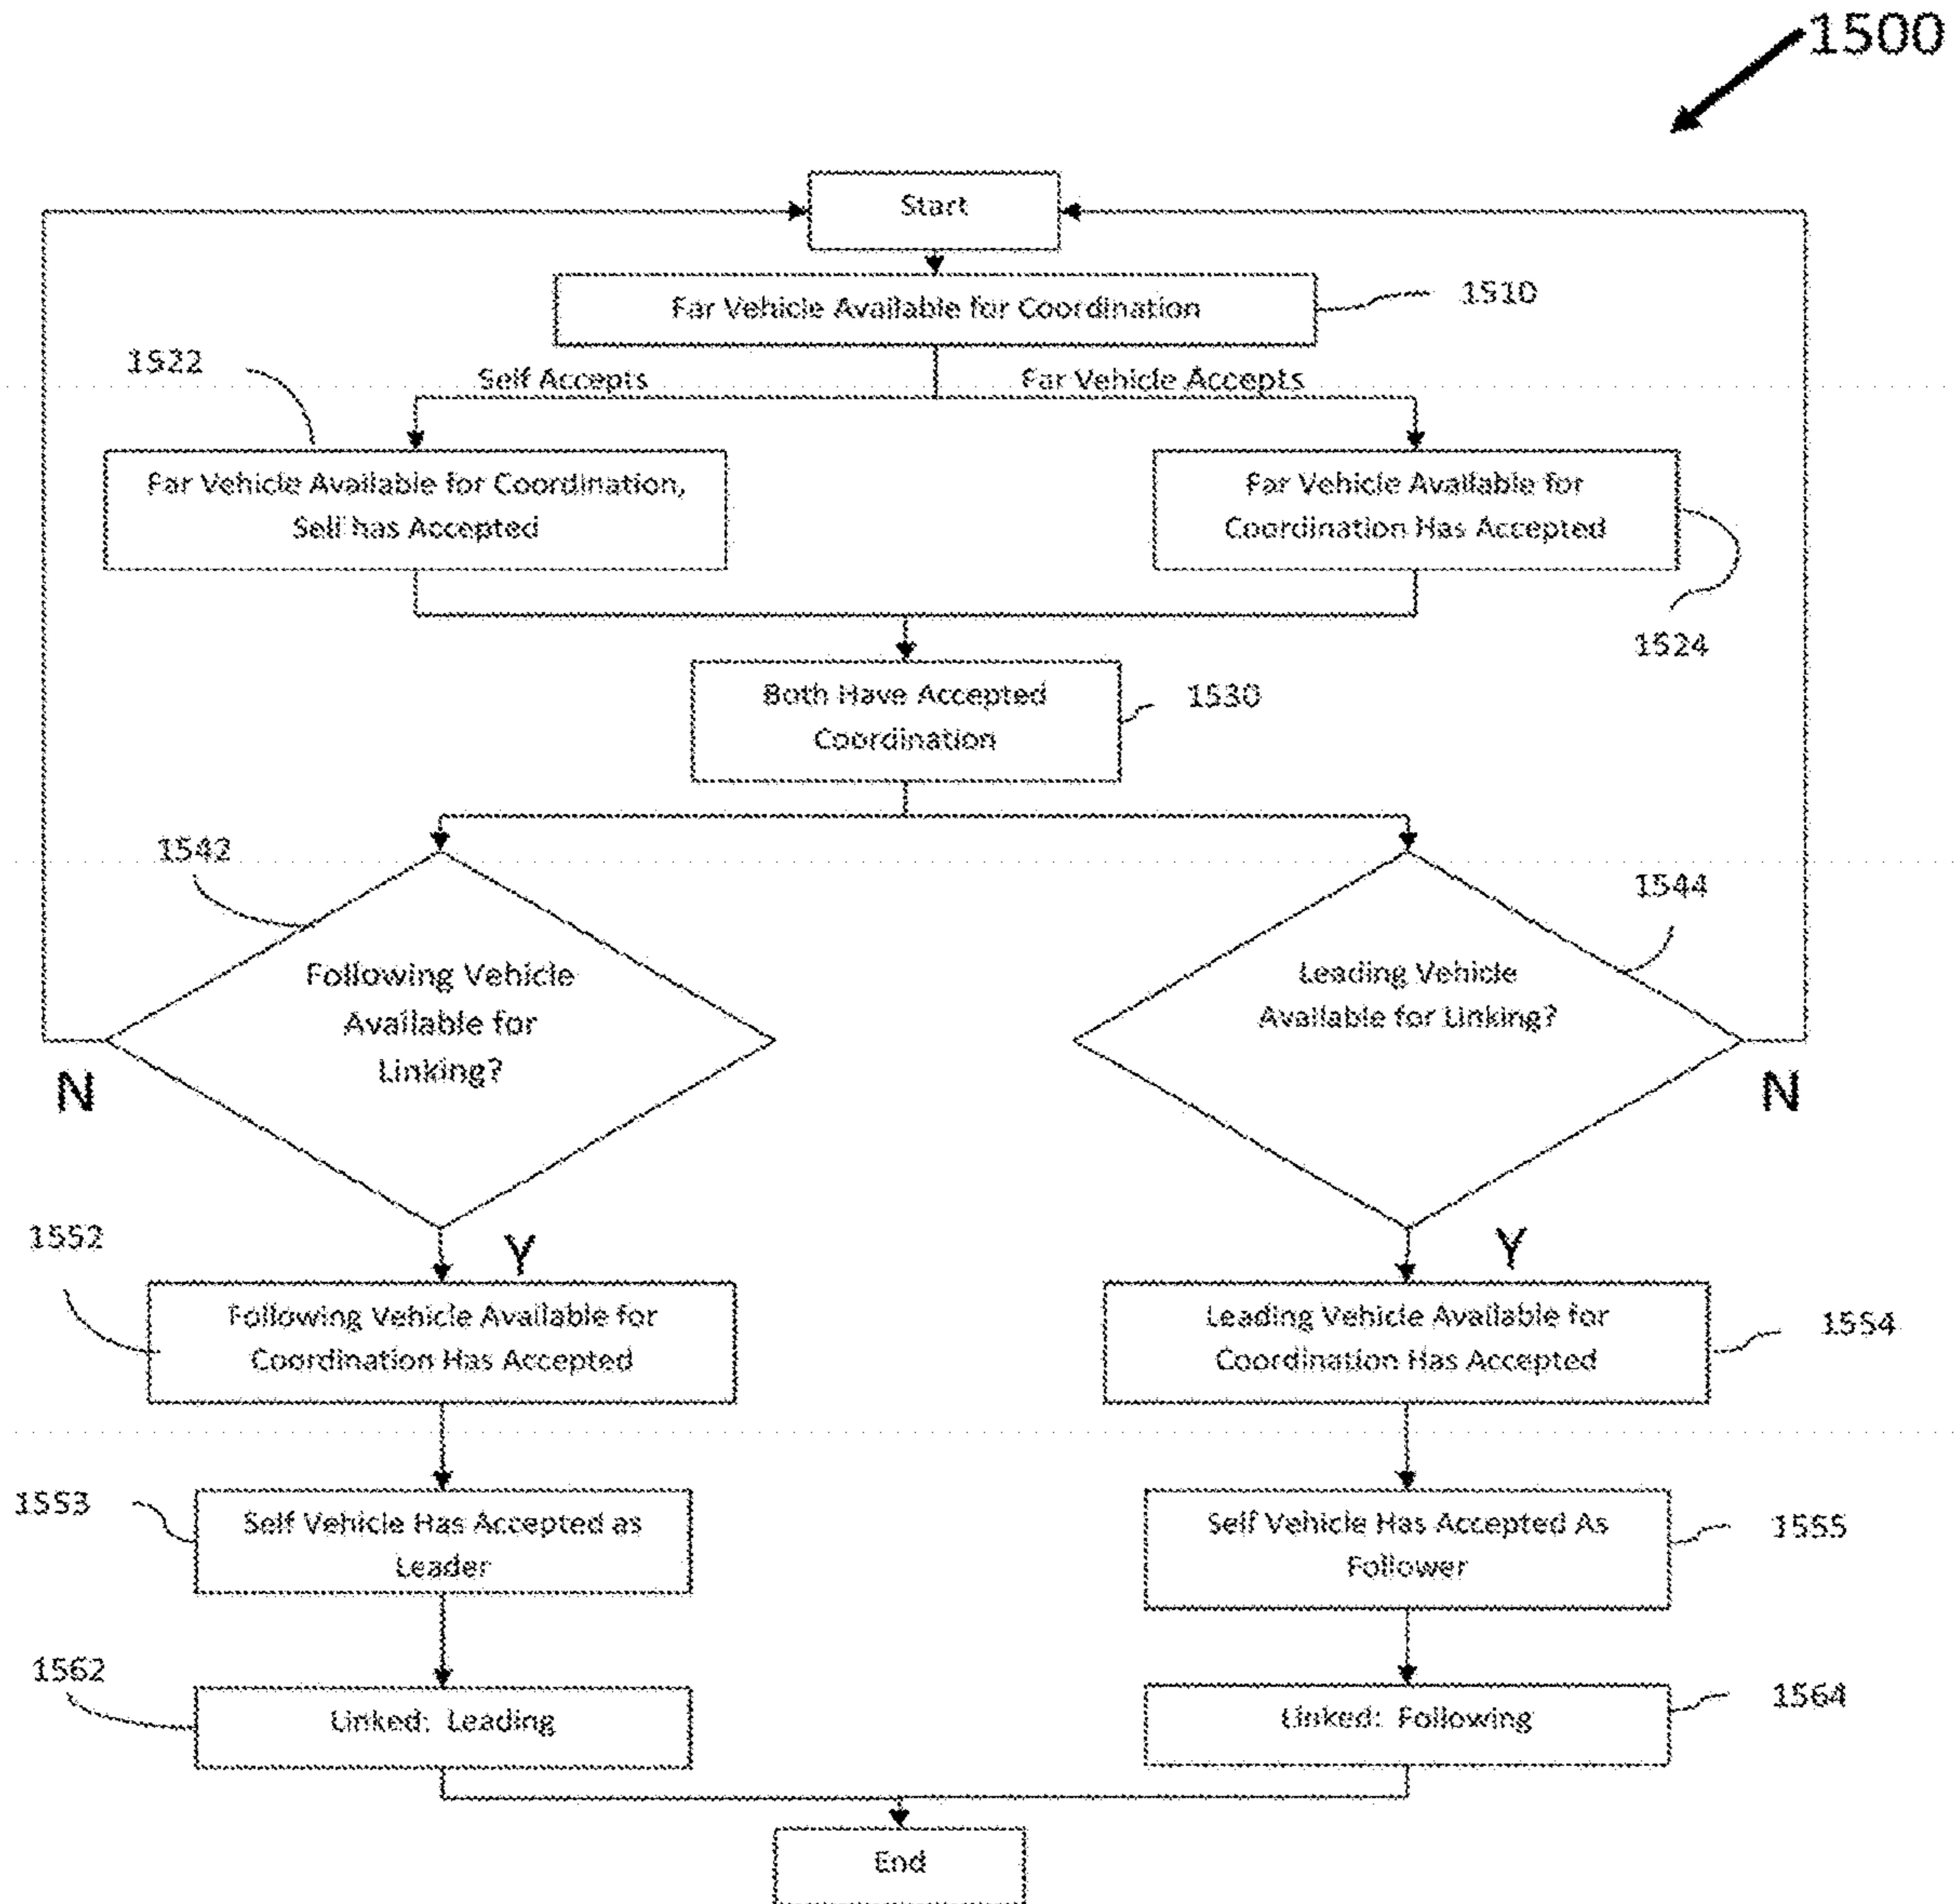 1500
Start
Far Vehicle Available for Coordination
1510
1522
Self Accepts
Far Vehicle Accepts
Far Vehicle Available for Coordination,
Self has Accepted
Far Vehicle Available for
Coordination Has Accepted
1524
Both Have Accepted
Coordination
1530
1542
1544
Following Vehicle
Available for
Linking?
Leading Vehicle
Available for Linking?
N
N
1552
Y
Y
Following Vehicle Available for
Coordination Has Accepted
Leading Vehicle Available for
Coordination Has Accepted
1554
1553
Self Vehicle Has Accepted as
Leader
Self Vehicle Has Accepted As
Follower
1555
1562
Linked: Leading
Linked: Following
1564
End